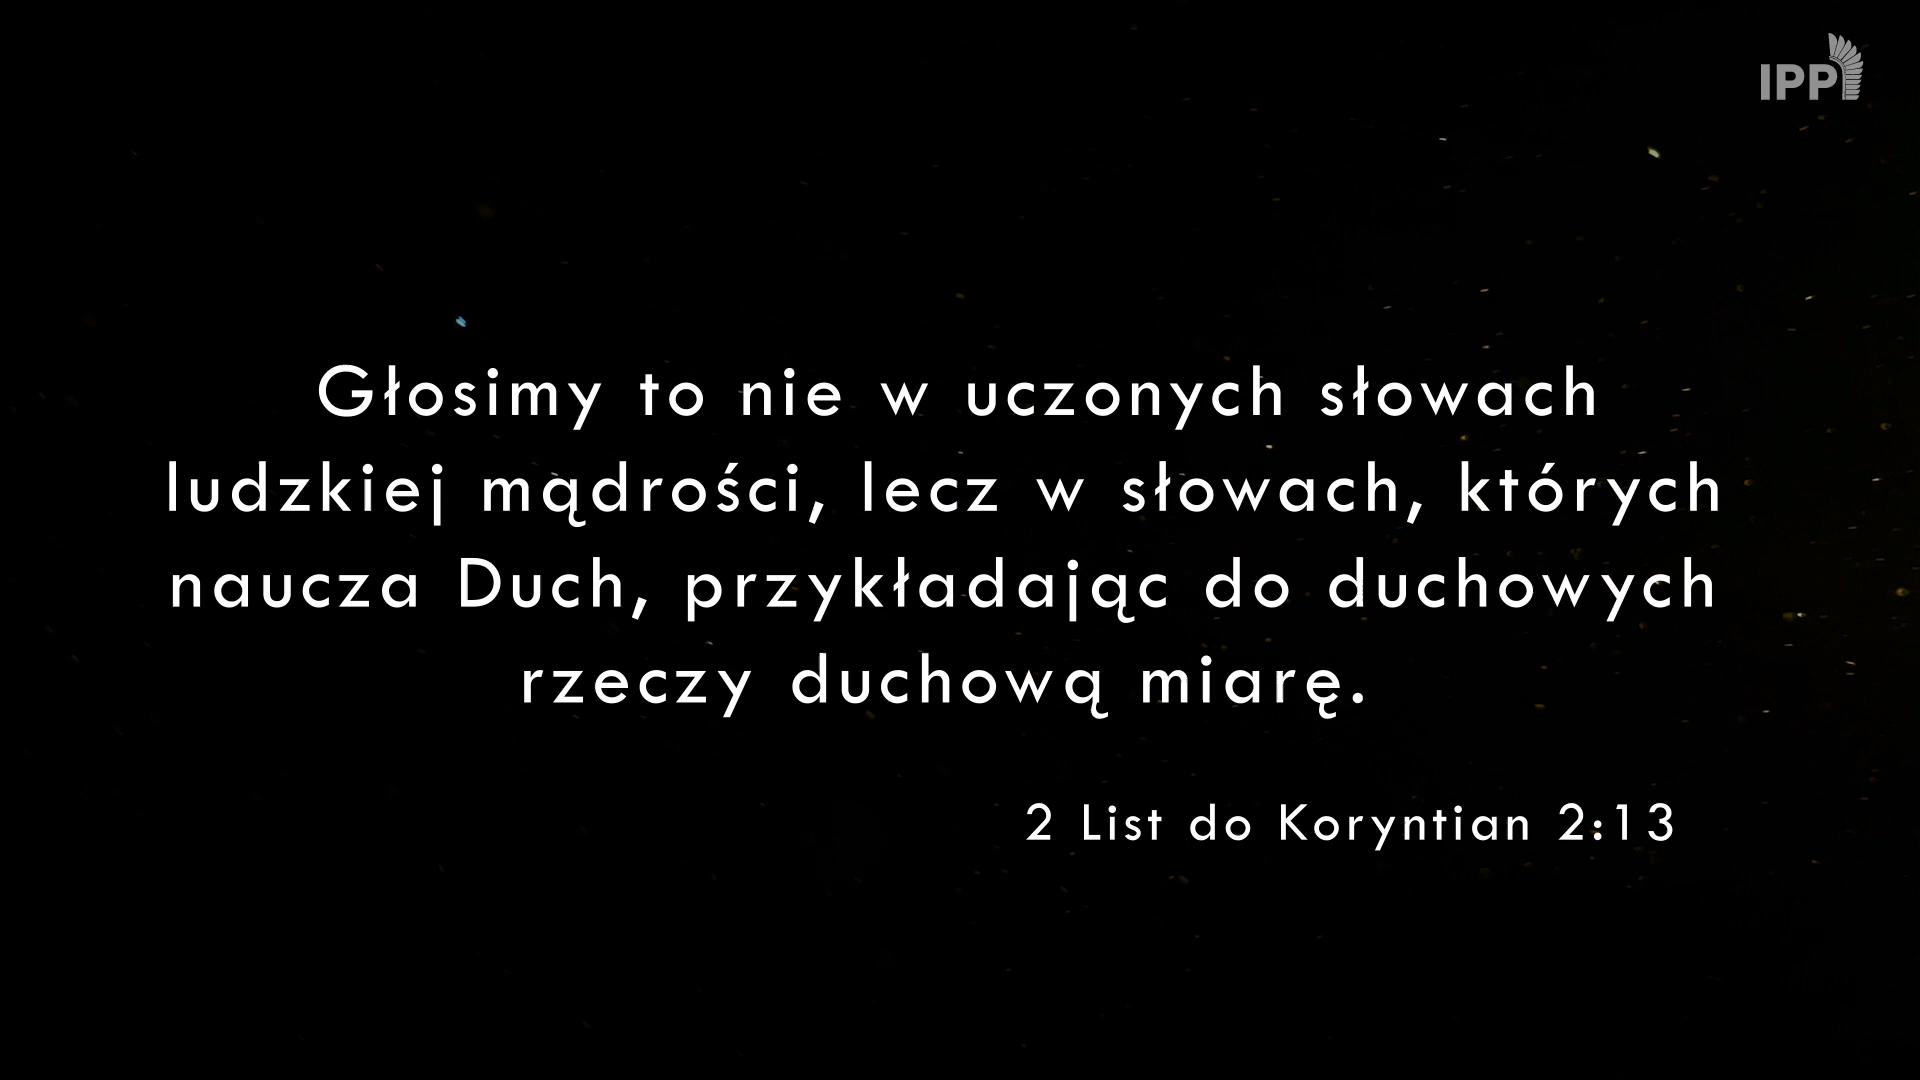 IPP
Głosimy to nie w uczonych słowach
ludzkiej mądrości, lecz w słowach, których
naucza Duch, przykładając do duchowych
rzeczy duchową miarę.
2 List do Koryntian 2:13